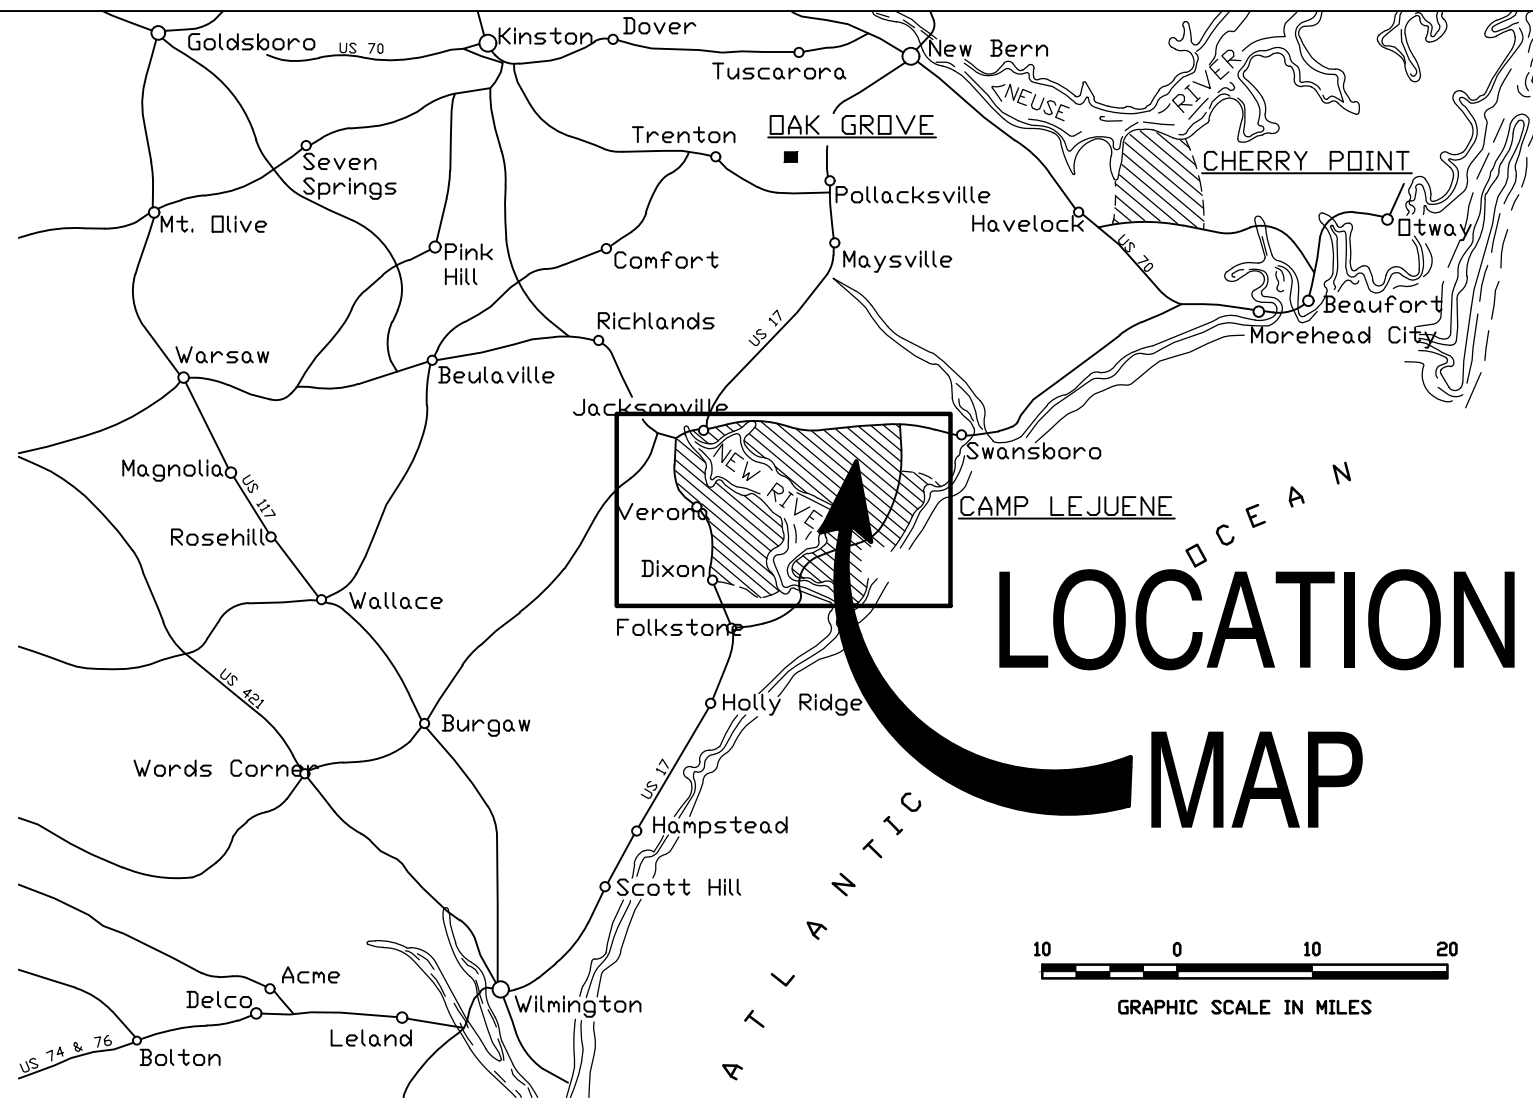 Goldsboro
US 70
Kinston
Dover
Tuscarora
New Bern
NEUSE
RIVER
OAK GROVE
Trenton
Seven
Springs
CHERRY POINT
Pollacksville
Havelock
Otway
Mt. Olive
Pink
Hill
Comfort
Maysville
US 70
Beaufort
Morehead City
Richlands
US 17
Warsaw
Beulaville
Jacksonville
Swansboro
Magnolia
US 117
NEW RIVER
Verona
CAMP LEJUENE
OCEAN
Rosehill
Dixon
LOCATION
MAP
Wallace
Folkstone
US 421
Holly Ridge
Burgaw
Words Corner
US 17
Hampstead
ATLANTIC
Scott Hill
10 0 10 20
GRAPHIC SCALE IN MILES
Acme
Delco
Wilmington
Leland
US 74 & 76
Bolton